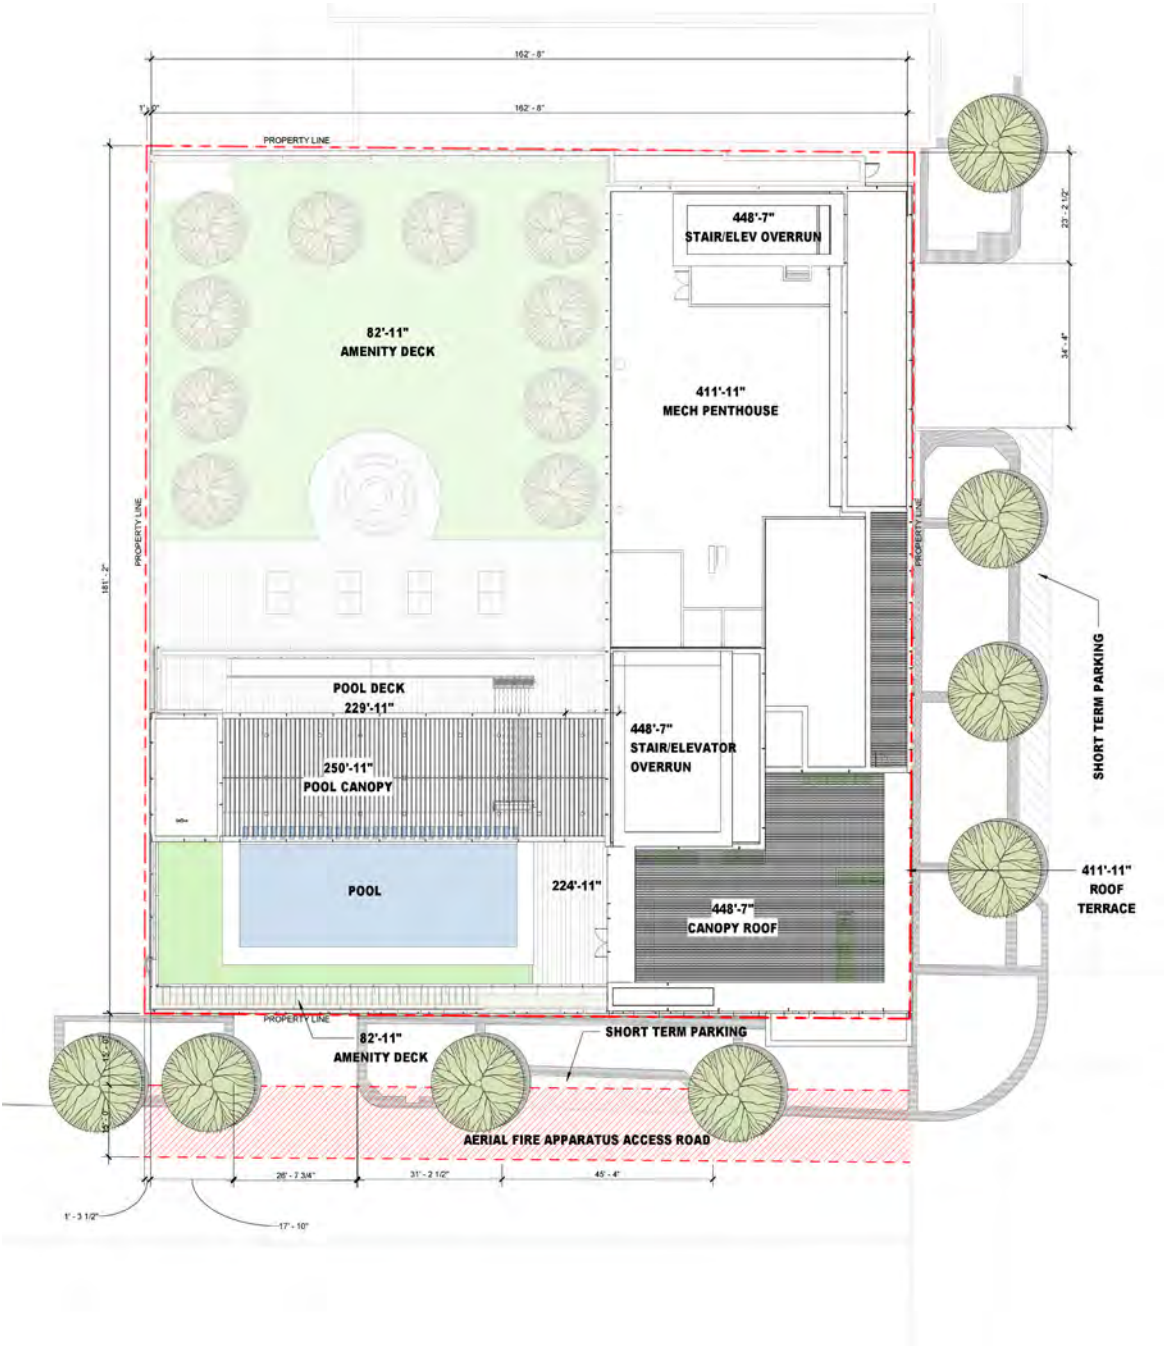 162' - 8"
1' - 0"
162' - 8"
PROPERTY LINE
448'-7"
STAIR/ELEV OVERRUN
23' - 2 1/2"
82'-11"
AMENITY DECK
34' - 4"
411'-11"
MECH PENTHOUSE
PROPERTY LINE
PROPERTY LINE
181' - 2"
SHORT TERM PARKING
POOL DECK
229'-11"
448'-7"
STAIR/ELEVATOR
OVERRUN
250'-11"
POOL CANOPY
POOL
224'-11"
411'-11"
ROOF
TERRACE
448'-7"
CANOPY ROOF
PROPERTY LINE
82'-11"
AMENITY DECK
SHORT TERM PARKING
AERIAL FIRE APPARATUS ACCESS ROAD
26' - 7 3/4"
31' - 2 1/2"
45' - 4"
1' - 3 1/2"
17' - 10"